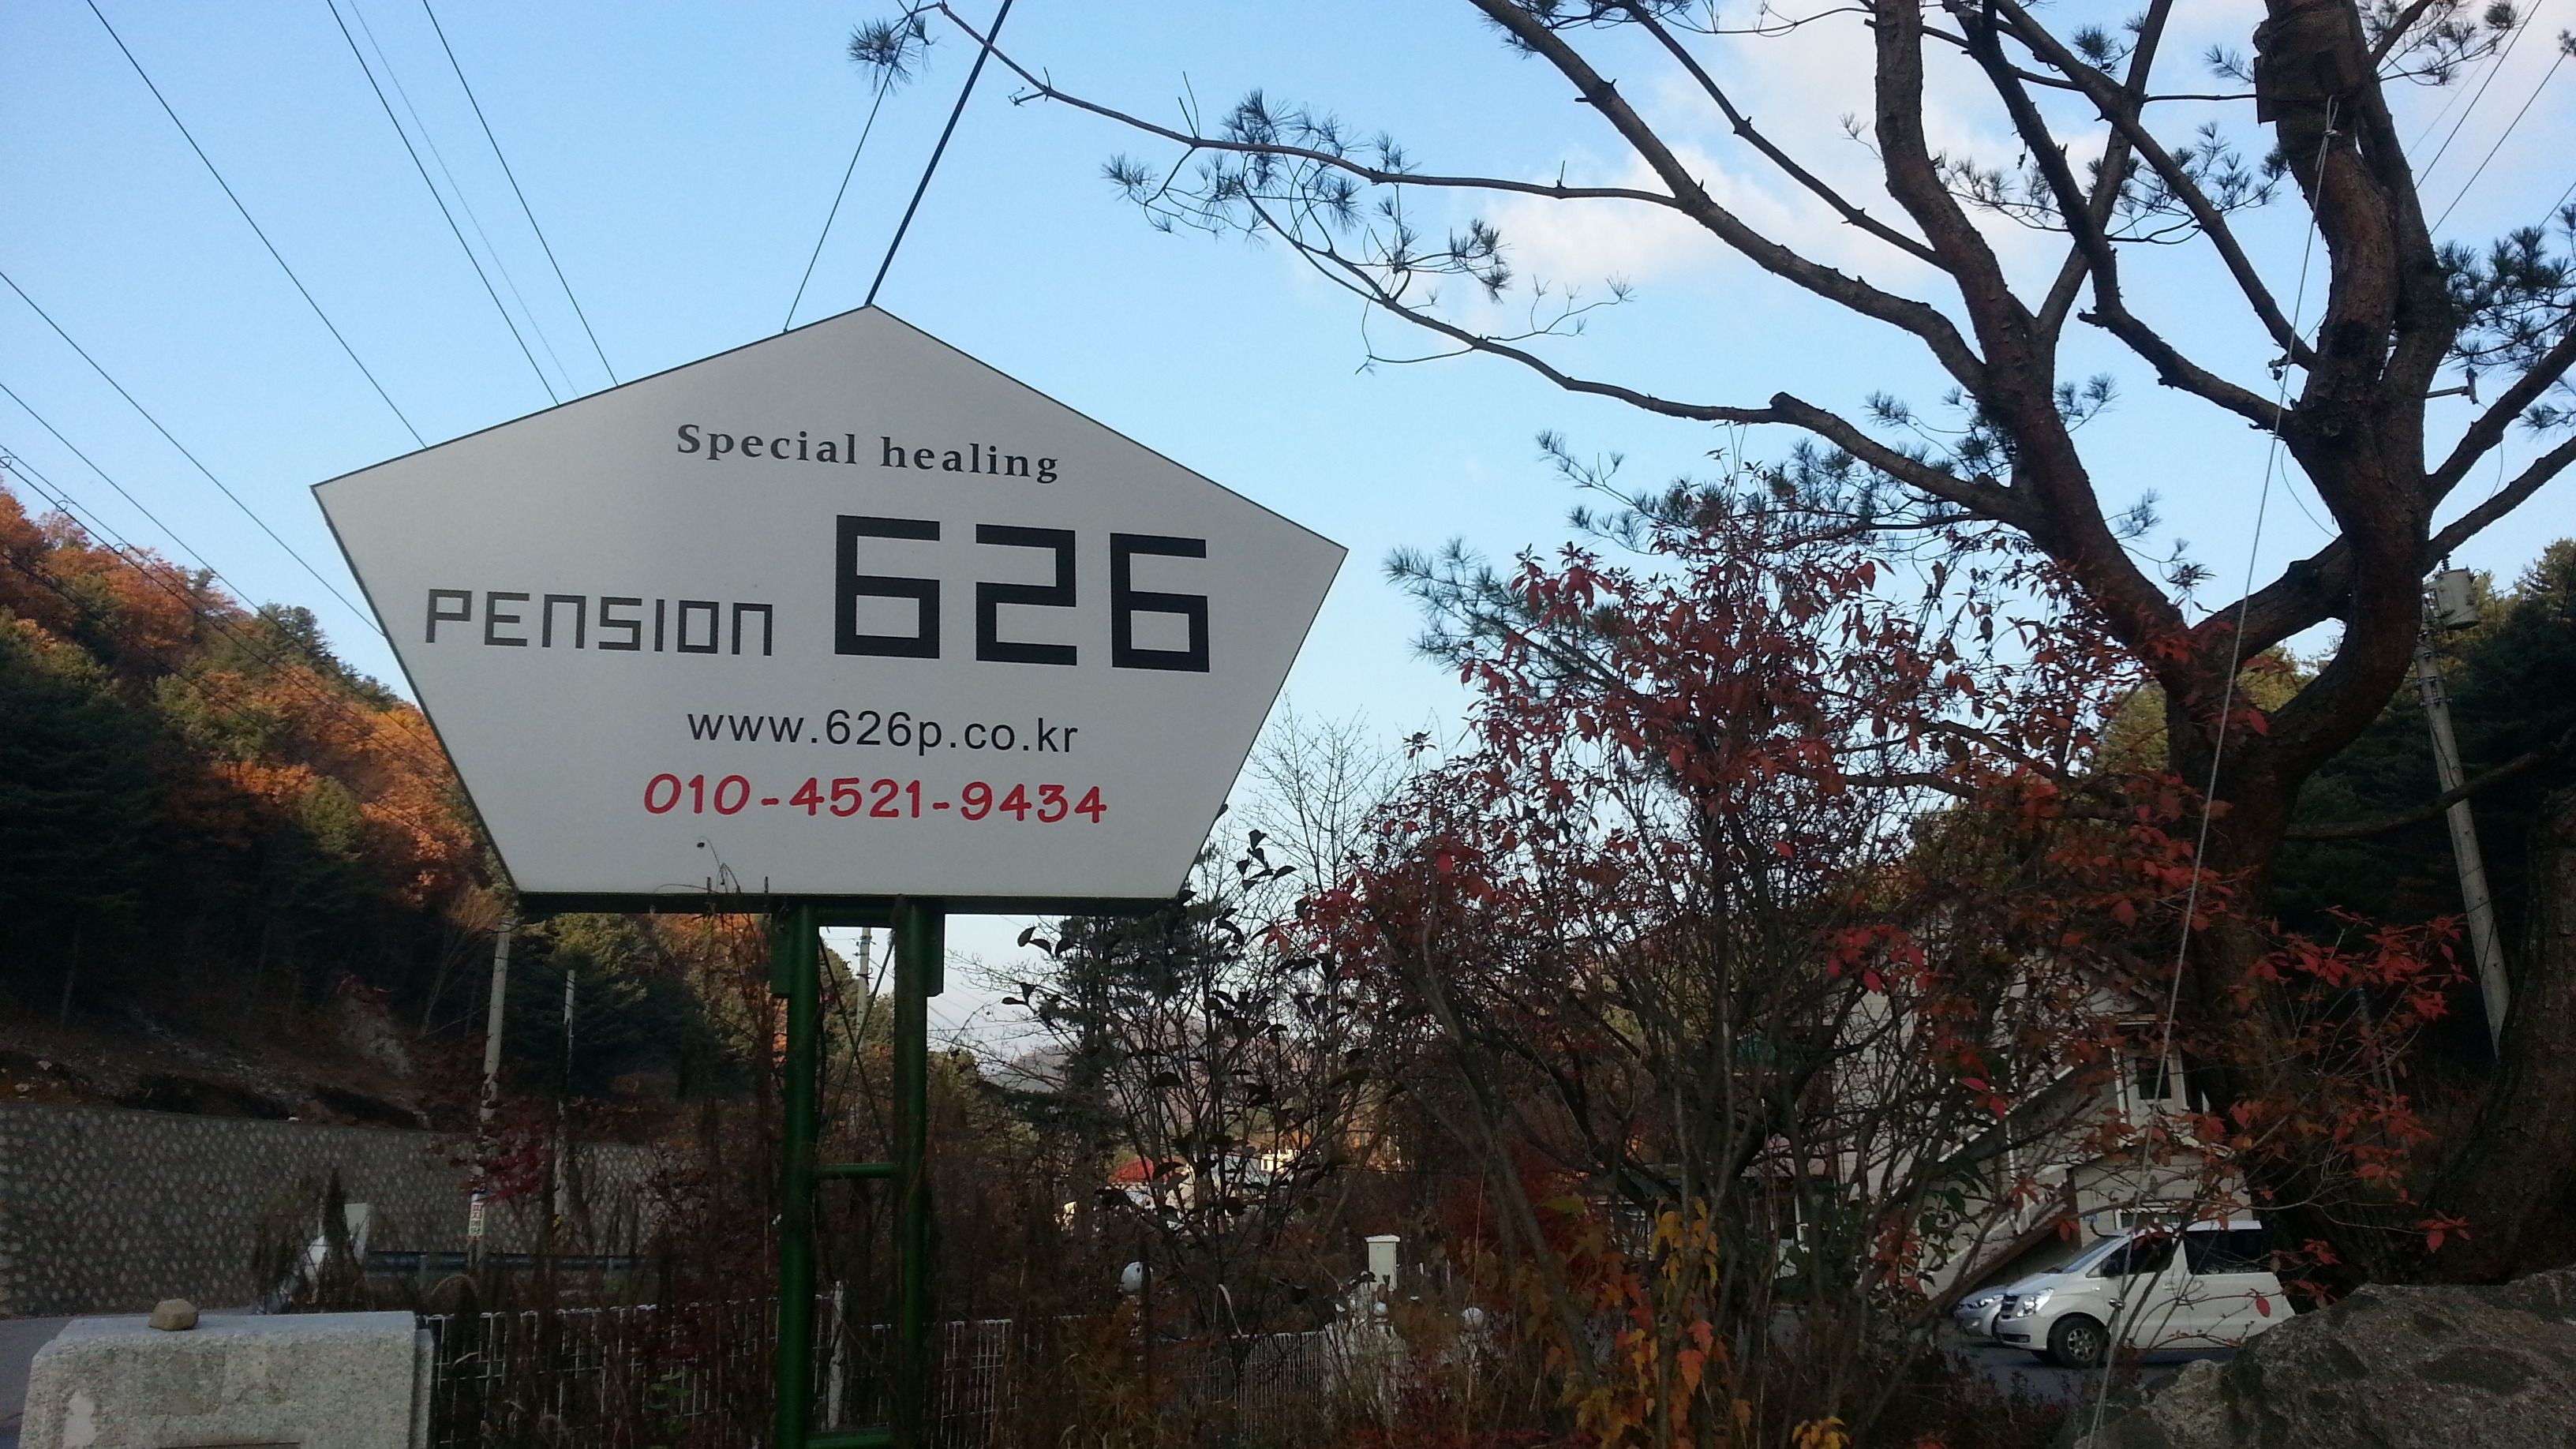 Special healing
PENSION 626
www.626p.co.kr
010-4521-9434